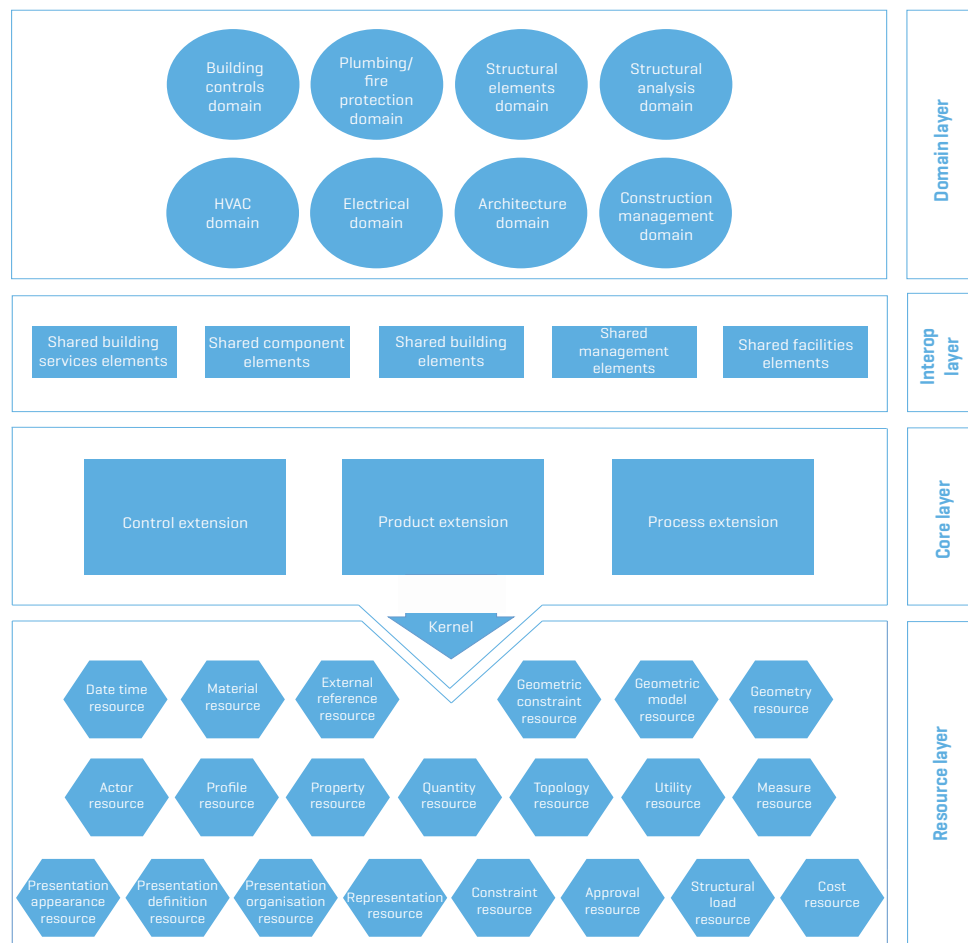 Building
controls
domain
Plumbing/
fire
protection
domain
Structural
elements
domain
Structural
analysis
domain
HVAC
domain
Electrical
domain
Architecture
domain
Construction
management
domain
Domain layer
Shared building
services elements
Shared component
elements
Shared building
elements
Shared
management
elements
Shared facilities
elements
Interop
layer
Control extension
Product extension
Process extension
Core layer
Kernel
Date time
resource
Material
resource
External
reference
resource
Geometric
constraint
resource
Geometric
model
resource
Geometry
resource
Actor
resource
Profile
resource
Property
resource
Quantity
resource
Topology
resource
Utility
resource
Measure
resource
Presentation
appearance
resource
Presentation
definition
resource
Presentation
organisation
resource
Representation
resource
Constraint
resource
Approval
resource
Structural
load
resource
Cost
resource
Resource layer